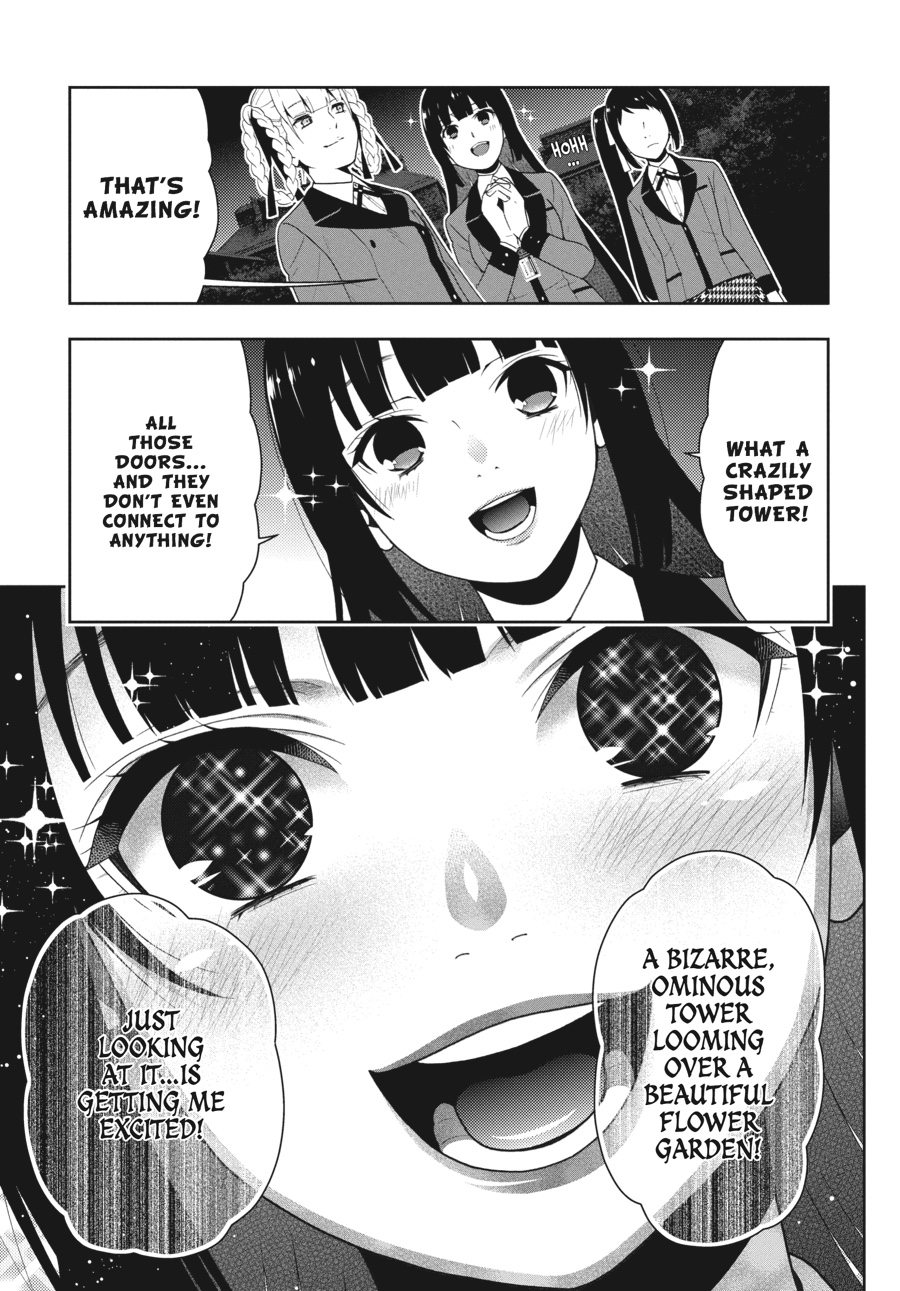 HOHH
...
THAT'S
AMAZING!
WHAT A
CRAZILY
SHAPED
TOWER!
ALL
THOSE
DOORS...
AND THEY
DON'T EVEN
CONNECT TO
ANYTHING!
A BIZARRE,
OMINOUS
TOWER
LOOMING
OVER A
BEAUTIFUL
FLOWER
GARDEN!
JUST
LOOKING
AT IT...IS
GETTING ME
EXCITED!